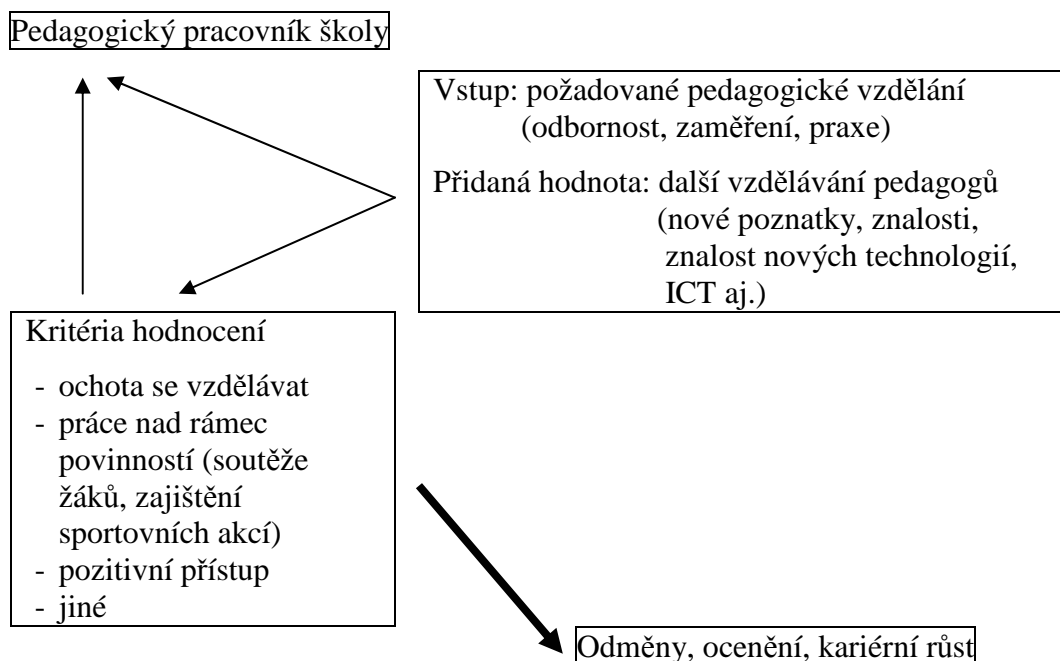 Pedagogický pracovník školy
Vstup: požadované pedagogické vzdělání
(odbornost, zaměření, praxe)
Přidaná hodnota: další vzdělávání pedagogů
(nové poznatky, znalosti,
znalost nových technologií,
ICT aj.)
Kritéria hodnocení
- ochota se vzdělávat
- práce nad rámec
povinností (soutěže
žáků, zajištění
sportovních akcí)
- pozitivní přístup
- jiné
Odměny, ocenění, kariérní růst